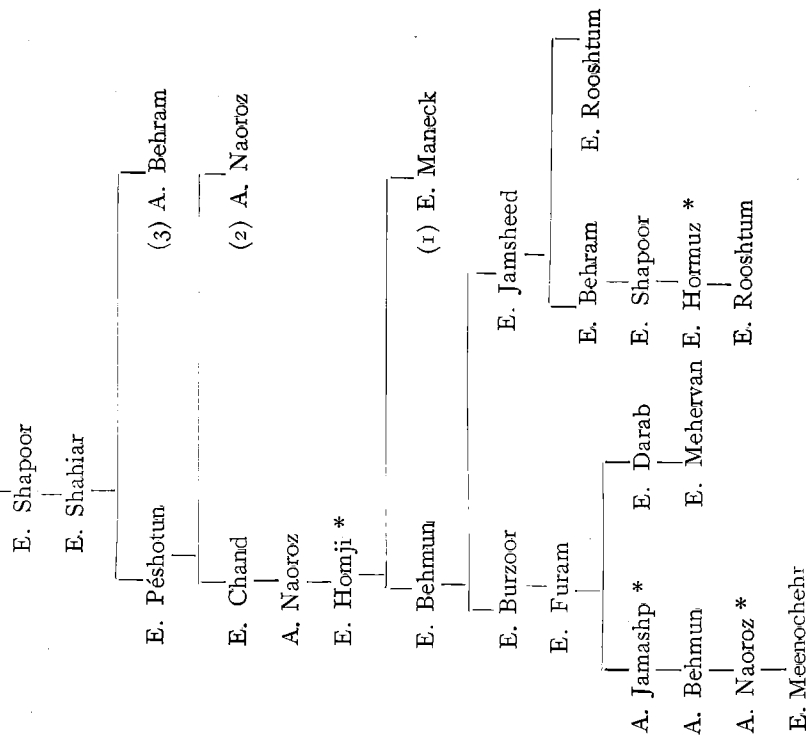 E. Shapoor
E. Shahiar
E. Péshotun
(3) A. Behram
E. Chand
(2) A. Naoroz
A. Naoroz
E. Homji *
E. Behmun
(1) E. Maneck
E. Burzoor
E. Jamsheed
E. Furam
E. Behram
E. Rooshtum
A. Jamashp *
E. Darab
E. Shapoor
A. Behmun
E. Mehervan
E. Hormuz *
A. Naoroz *
E. Rooshtum
E. Meenochehr